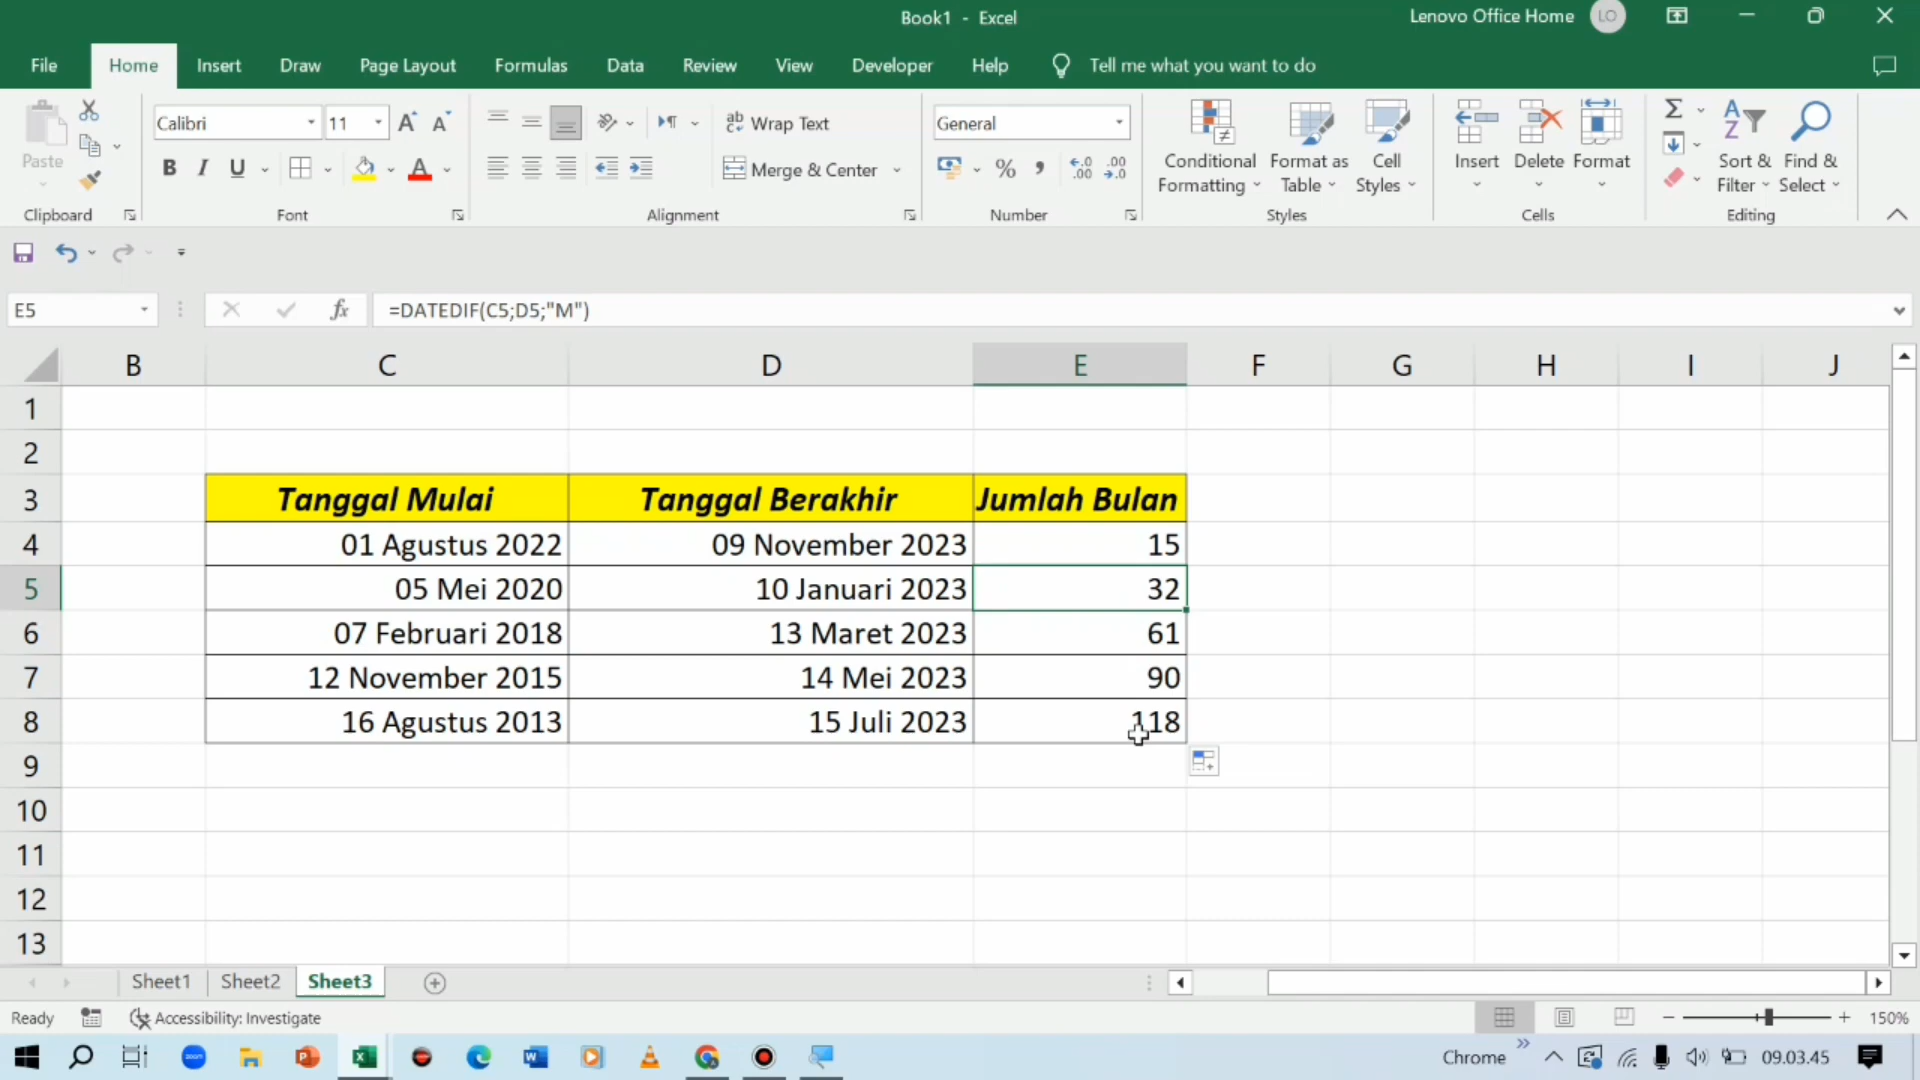 Book1 - Excel
Lenovo Office Home LO
File Home Insert Draw Page Layout Formulas Data Review View Developer Help Tell me what you want to do
Paste
Clipboard
Calibri 11
B I U
Font
ab Wrap Text
Merge & Center
Alignment
General
% ,
Number
Conditional Formatting
Format as Table
Cell Styles
Styles
Insert Delete Format
Cells
Sort & Filter
Find & Select
Editing
E5 fx =DATEDIF(C5;D5;"M")
B C D E F G H I J
1
2
3 Tanggal Mulai Tanggal Berakhir Jumlah Bulan
4 01 Agustus 2022 09 November 2023 15
5 05 Mei 2020 10 Januari 2023 32
6 07 Februari 2018 13 Maret 2023 61
7 12 November 2015 14 Mei 2023 90
8 16 Agustus 2013 15 Juli 2023 118
9
10
11
12
13
Sheet1 Sheet2 Sheet3
Ready Accessibility: Investigate 150%
zoom Chrome 09.03.45